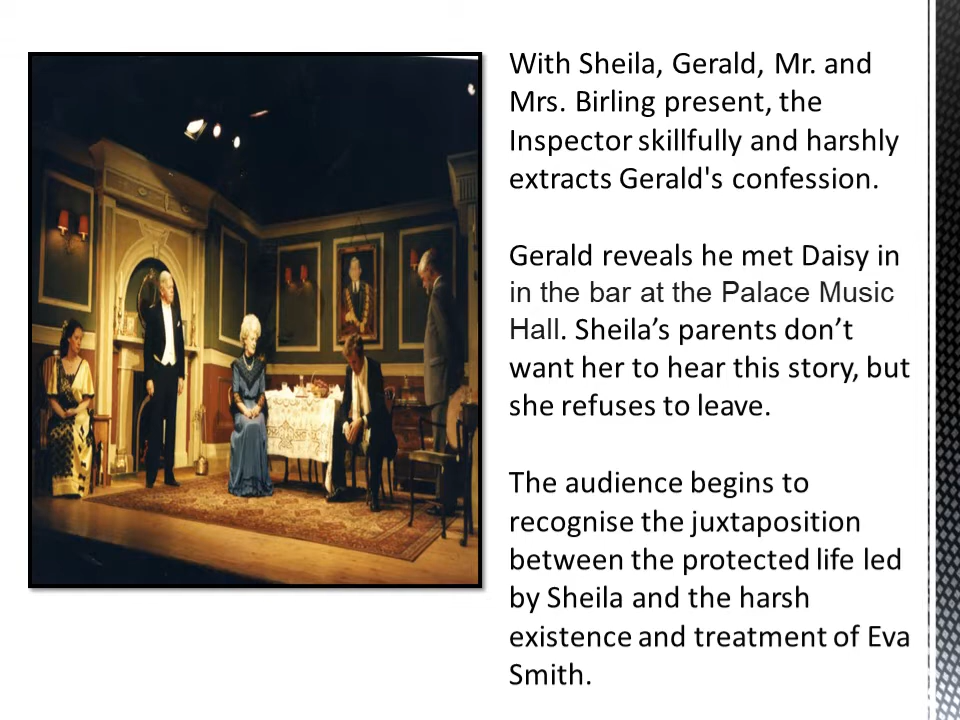 With Sheila, Gerald, Mr. and
Mrs. Birling present, the
Inspector skillfully and harshly
extracts Gerald's confession.
Gerald reveals he met Daisy in
in the bar at the Palace Music
Hall. Sheila’s parents don’t
want her to hear this story, but
she refuses to leave.
The audience begins to
recognise the juxtaposition
between the protected life led
by Sheila and the harsh
existence and treatment of Eva
Smith.